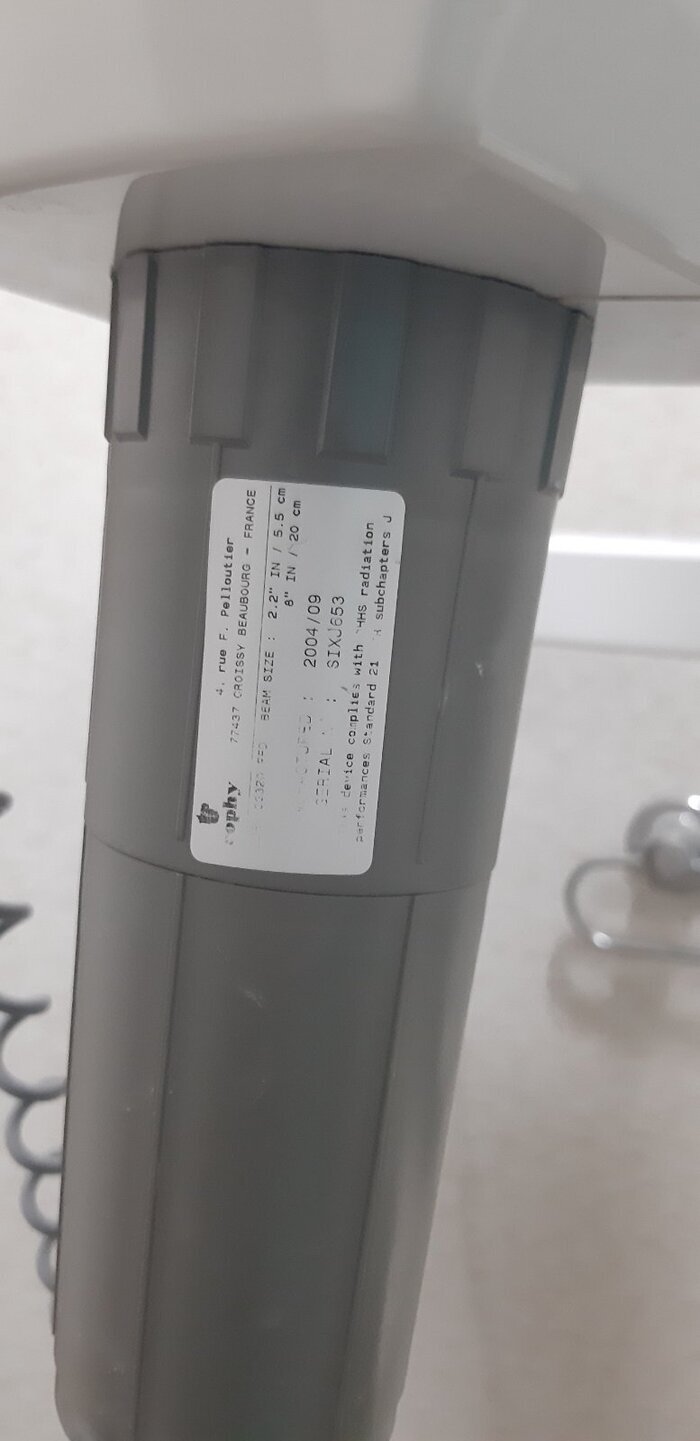 4, rue F. Pelloutier
77437 CROISSY BEAUBOURG - FRANCE
BEAM SIZE : 2.2" IN / 5.5 cm
8" IN / 20 cm
: 2004/09
SERIAL : SIXJ653
device complies with radiation
performances Standard 21 subchapters J